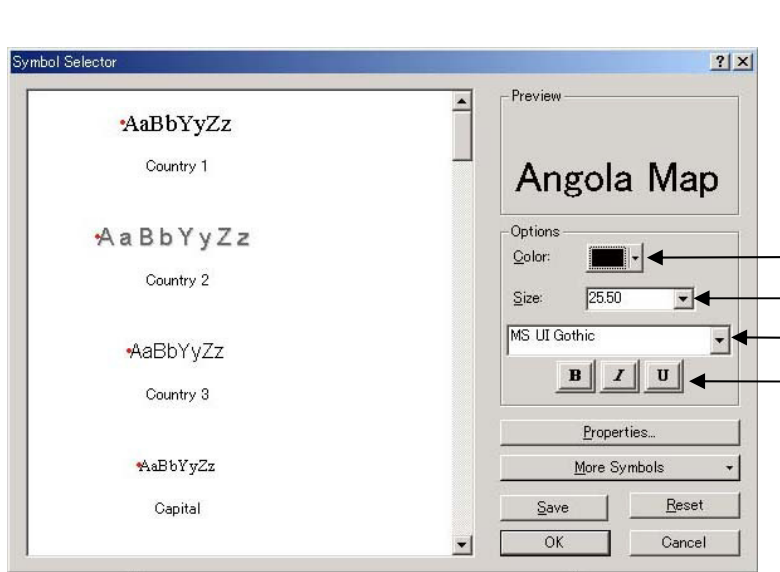 Symbol Selector
AaBbYyZz
Country 1
AaBbYyZz
Country 2
AaBbYyZz
Country 3
AaBbYyZz
Capital
Preview
Angola Map
Options
Color:
Size: 25.50
MS UI Gothic
B I U
Properties...
More Symbols
Save Reset
OK Cancel